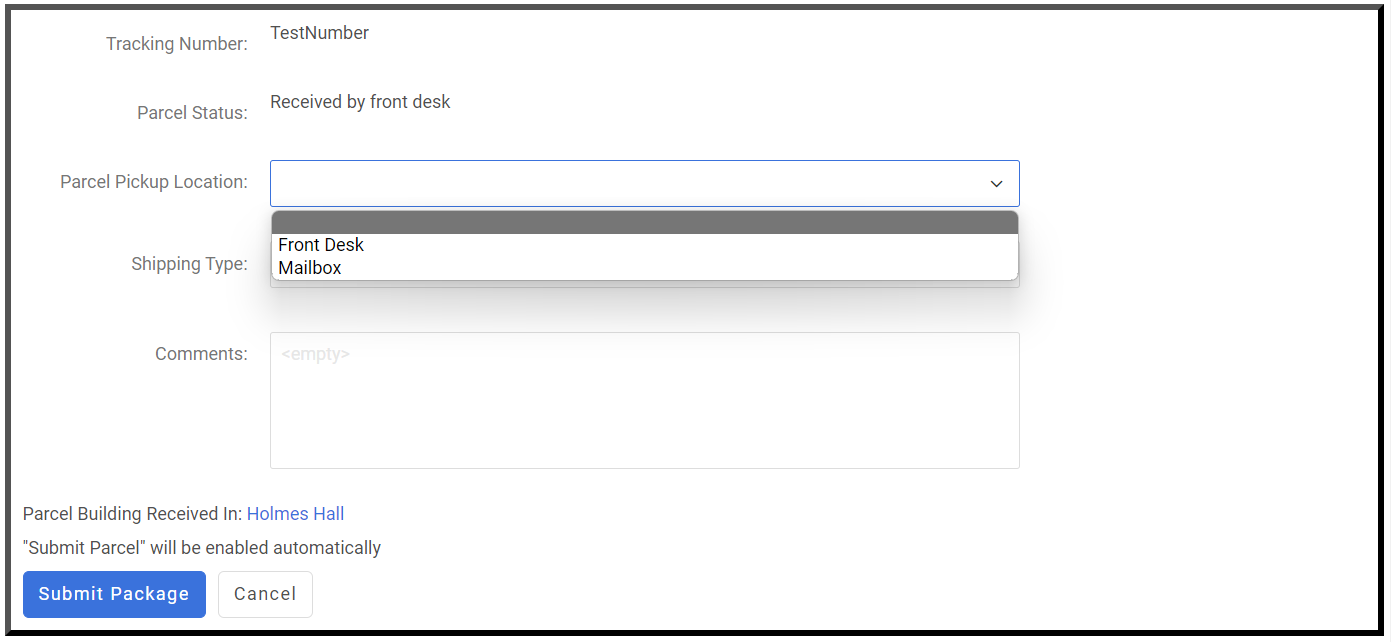 Tracking Number: TestNumber
Parcel Status: Received by front desk
Parcel Pickup Location:
Front Desk
Mailbox
Shipping Type:
Comments: <empty>
Parcel Building Received In: Holmes Hall
"Submit Parcel" will be enabled automatically
Submit Package Cancel